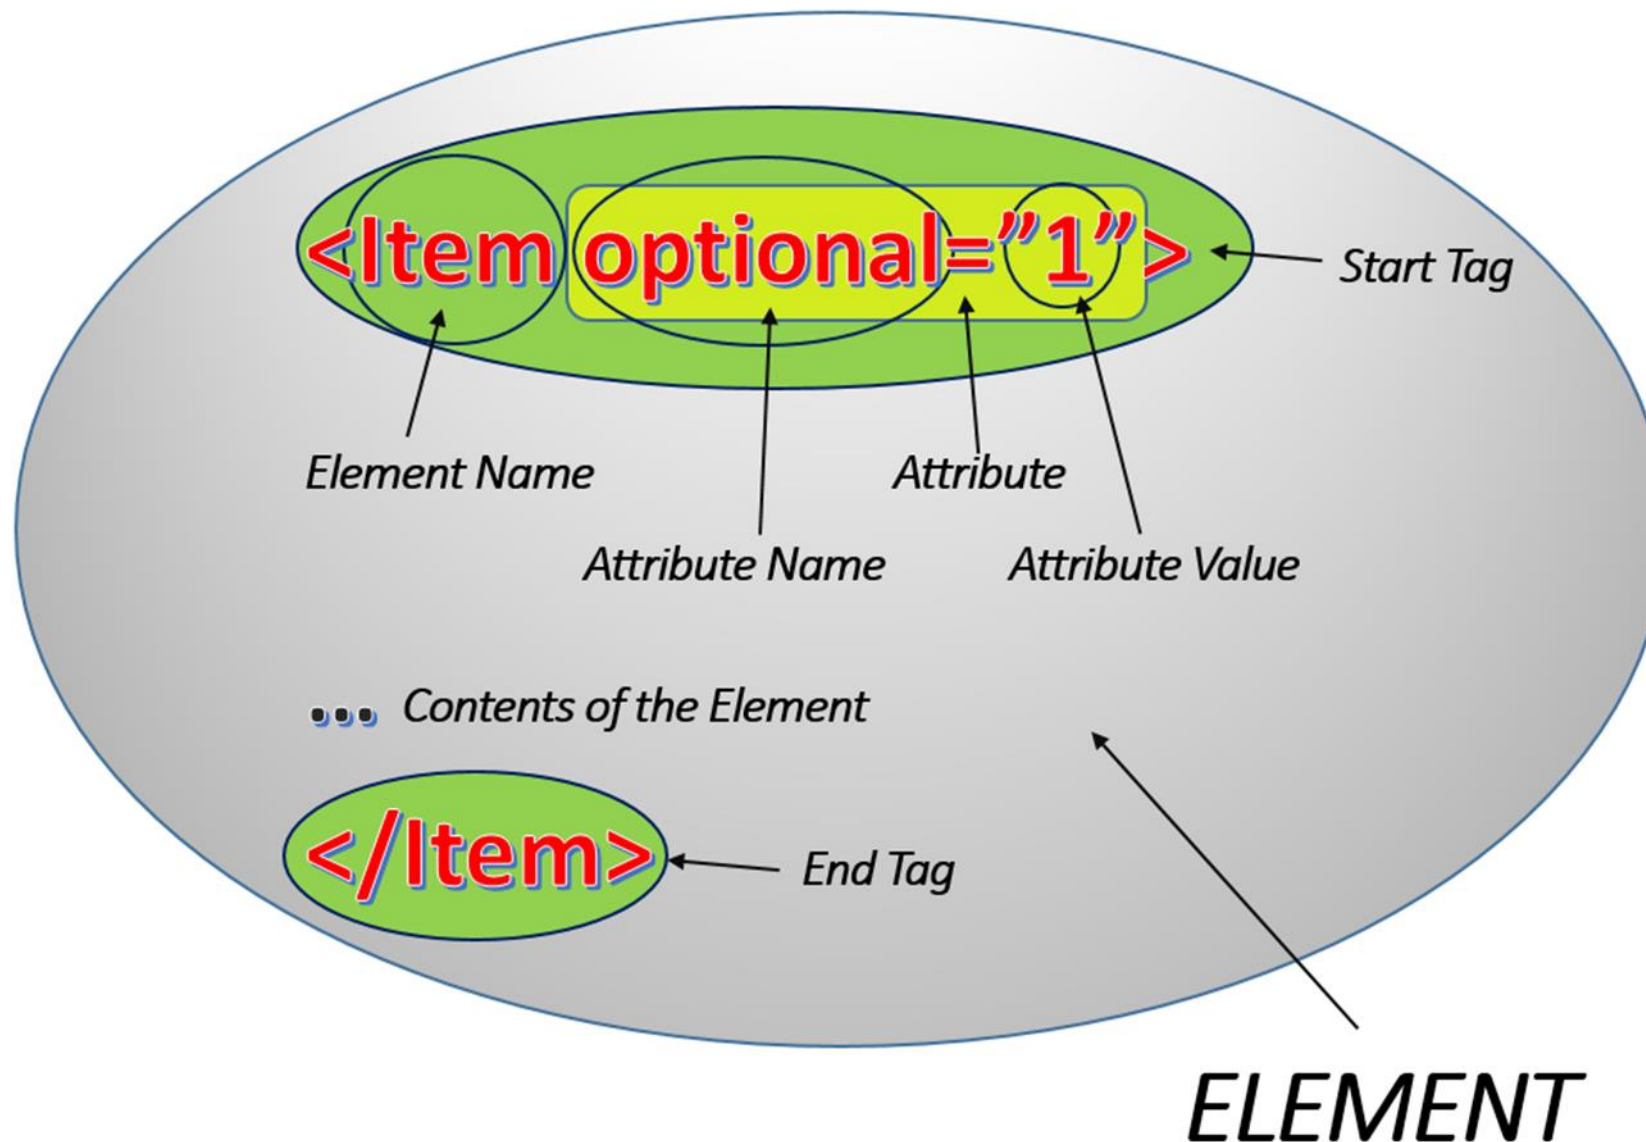 <Item optional=”1”>
Start Tag
Element Name
Attribute
Attribute Name
Attribute Value
... Contents of the Element
</Item>
End Tag
ELEMENT